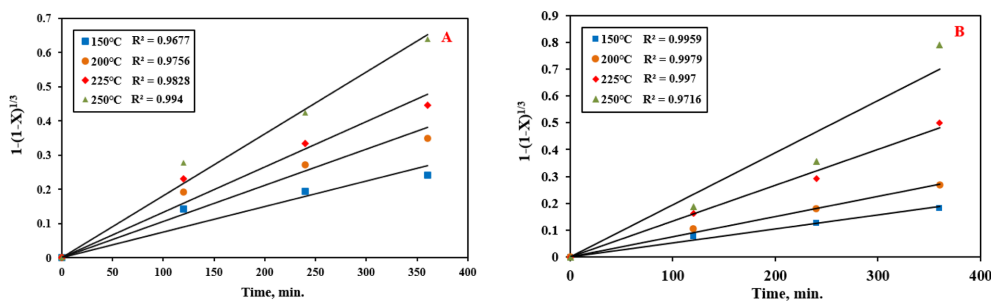 A
150°C R² = 0.9677
200°C R² = 0.9756
225°C R² = 0.9828
250°C R² = 0.994
1-(1-X)1/3
0.7
0.6
0.5
0.4
0.3
0.2
0.1
0
0 50 100 150 200 250 300 350 400
Time, min.
B
150°C R² = 0.9959
200°C R² = 0.9979
225°C R² = 0.997
250°C R² = 0.9716
1-(1-X)1/3
0.9
0.8
0.7
0.6
0.5
0.4
0.3
0.2
0.1
0
0 100 200 300 400
Time, min.